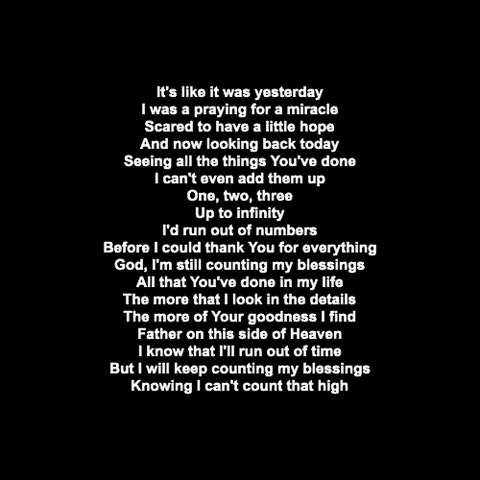 It's like it was yesterday
I was a praying for a miracle
Scared to have a little hope
And now looking back today
Seeing all the things You've done
I can't even add them up
One, two, three
Up to infinity
I'd run out of numbers
Before I could thank You for everything
God, I'm still counting my blessings
All that You've done in my life
The more that I look in the details
The more of Your goodness I find
Father on this side of Heaven
I know that I'll run out of time
But I will keep counting my blessings
Knowing I can't count that high